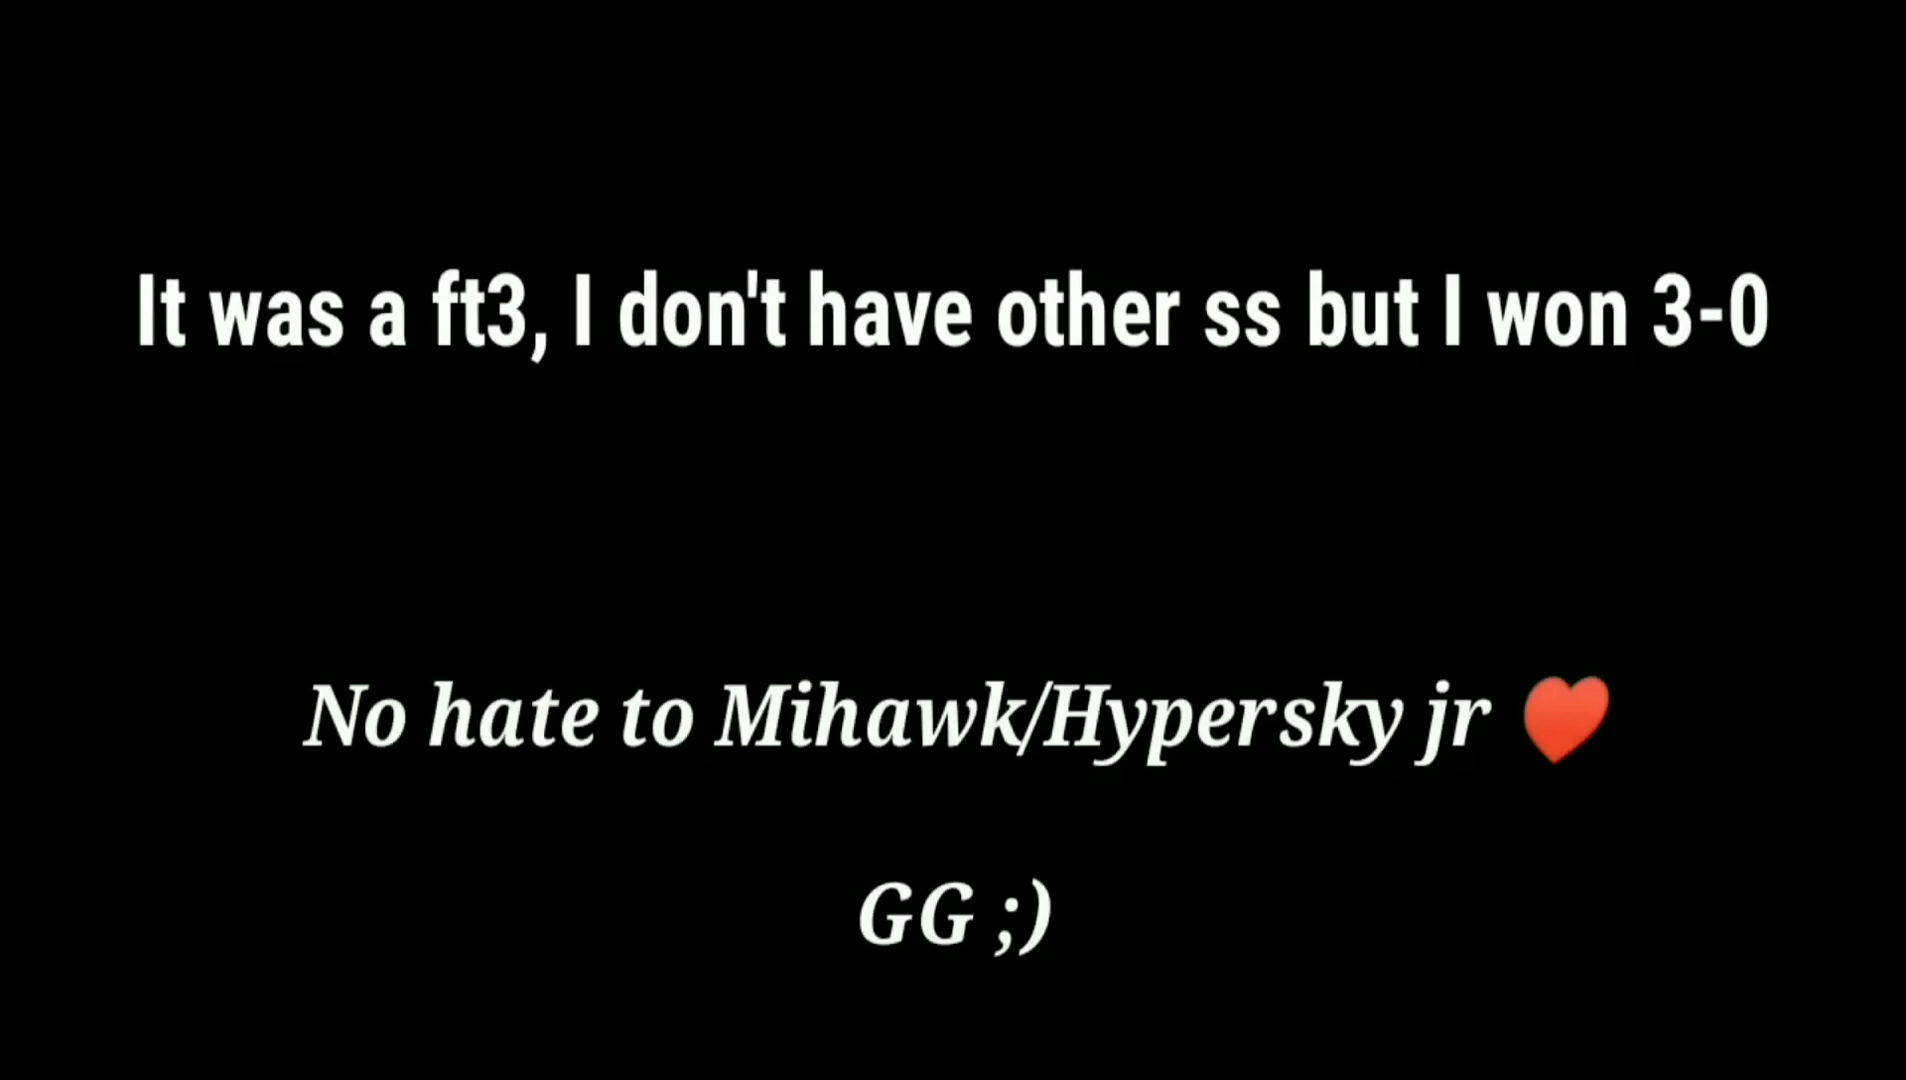 It was a ft3, I don't have other ss but I won 3-0
No hate to Mihawk/Hypersky jr ♥️
GG ;)